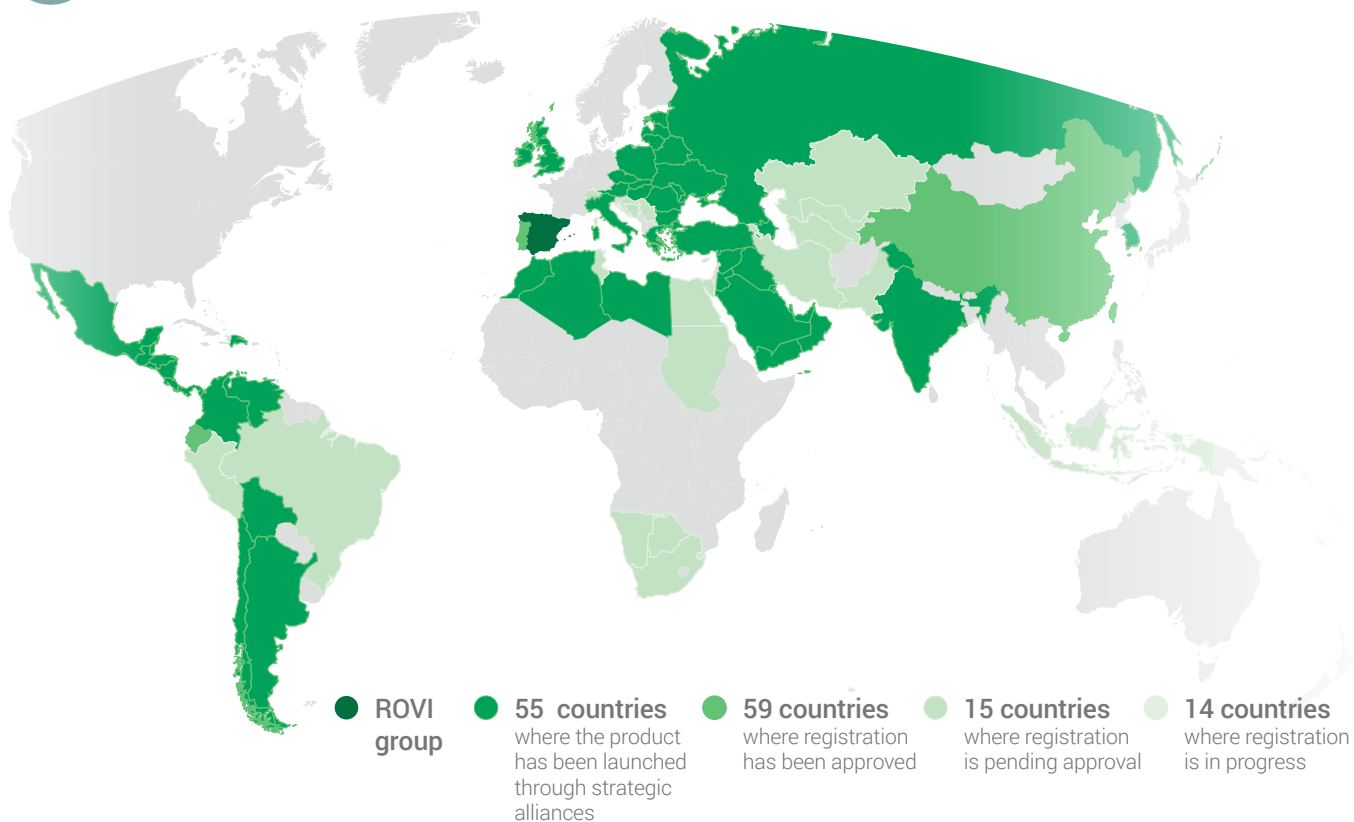 ROVI
group
55 countries
where the product
has been launched
through strategic
alliances
59 countries
where registration
has been approved
15 countries
where registration
is pending approval
14 countries
where registration
is in progress